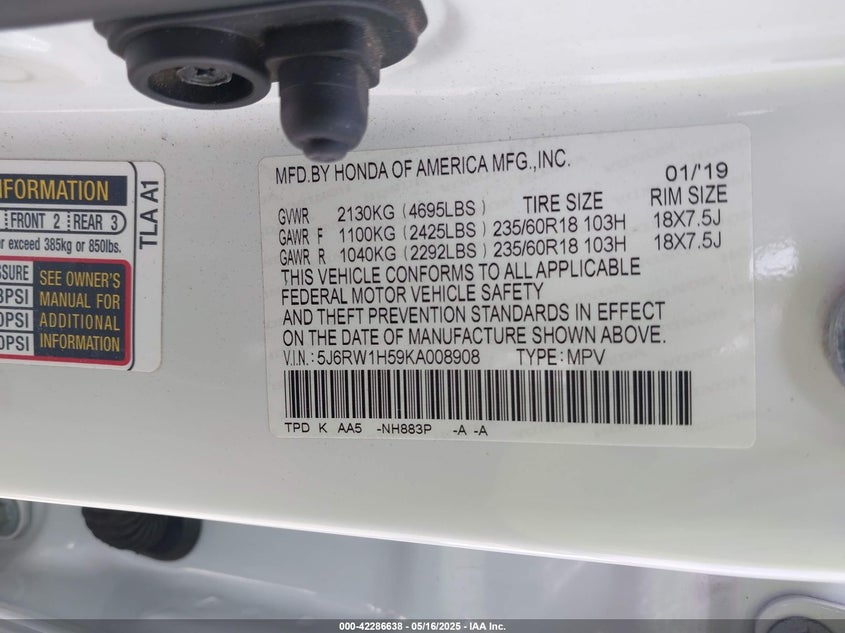 MFD.BY HONDA OF AMERICA MFG.,INC.
01/'19
GVWR 2130KG (4695LBS) TIRE SIZE RIM SIZE
GAWR F 1100KG (2425LBS) 235/60R18 103H 18X7.5J
GAWR R 1040KG (2292LBS) 235/60R18 103H 18X7.5J
THIS VEHICLE CONFORMS TO ALL APPLICABLE
FEDERAL MOTOR VEHICLE SAFETY
AND THEFT PREVENTION STANDARDS IN EFFECT
ON THE DATE OF MANUFACTURE SHOWN ABOVE.
V.I.N.: 5J6RW1H59KA008908 TYPE: MPV
TPD K AA5 -NH883P -A -A
FRONT 2 REAR 3
exceed 385kg or 850lbs.
TLA A1
SEE OWNER'S
MANUAL FOR
ADDITIONAL
INFORMATION
000-42286638 - 05/16/2025 - IAA Inc.